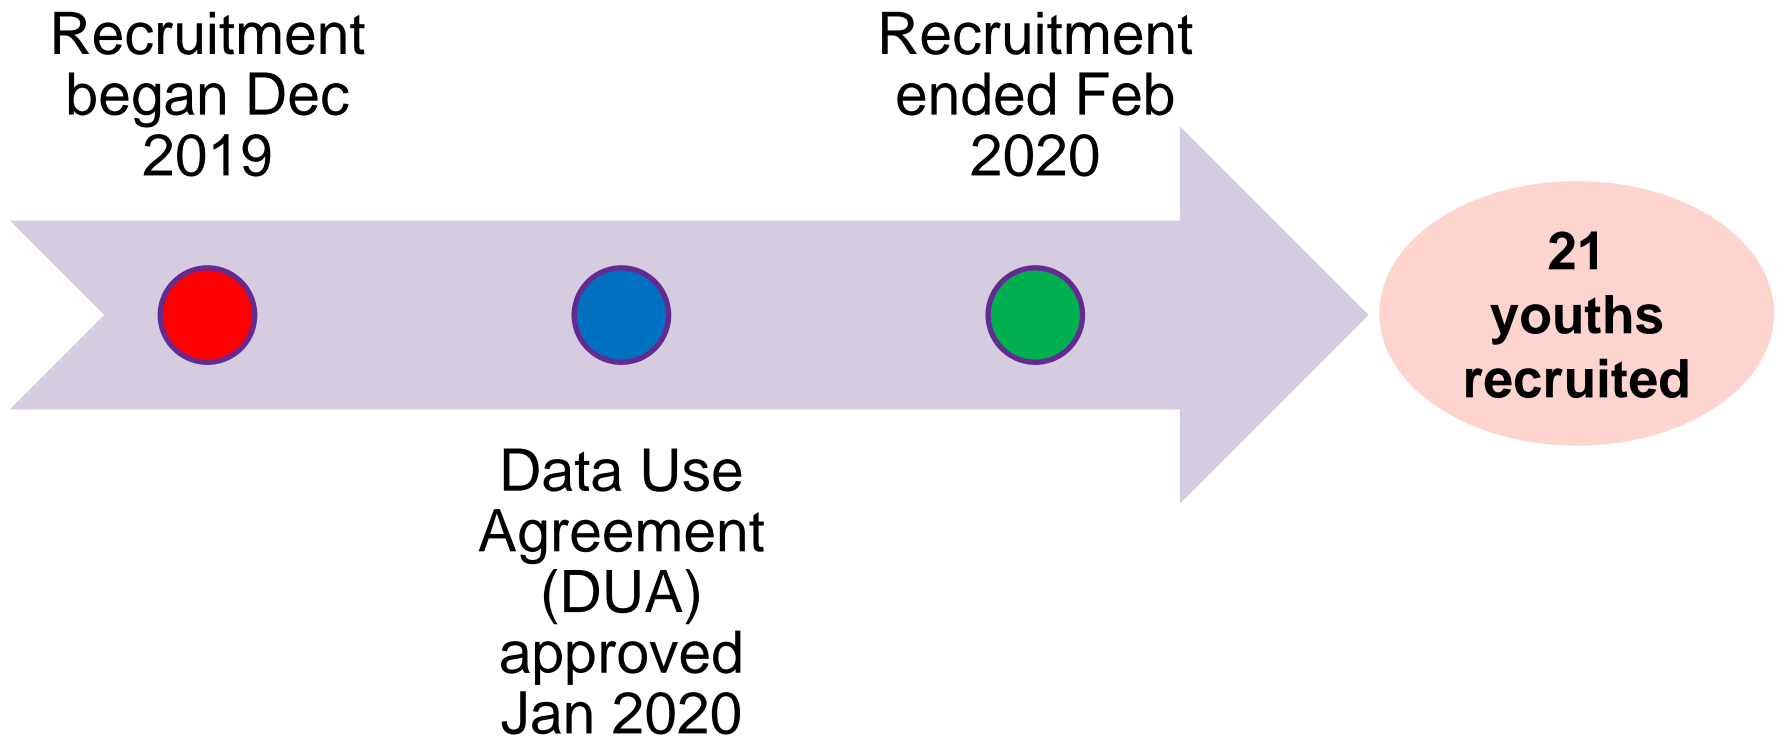 Recruitment
began Dec
2019
Data Use
Agreement
(DUA)
approved
Jan 2020
Recruitment
ended Feb
2020
21
youths
recruited